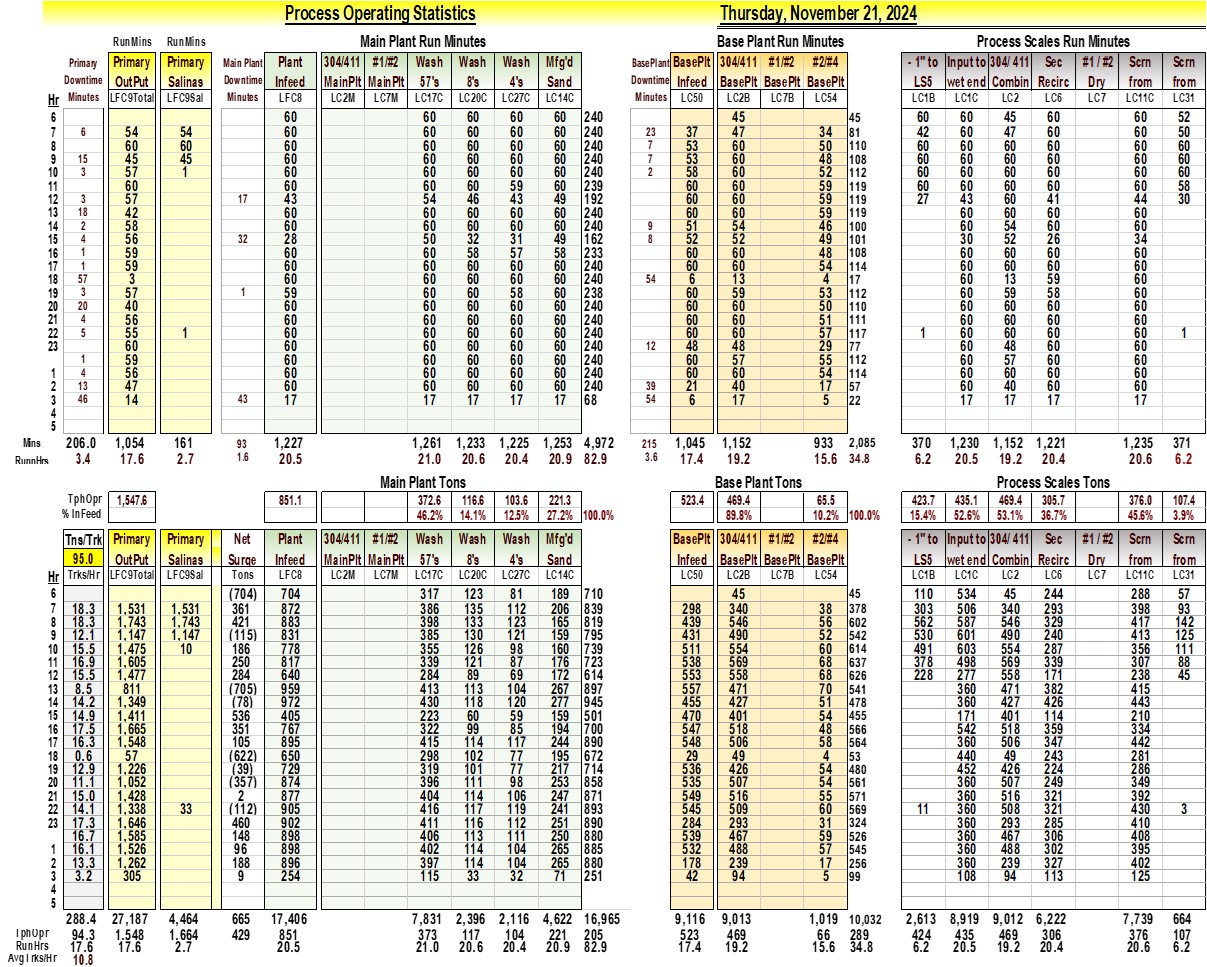 Process Operating Statistics Thursday, November 21, 2024
RunMins RunMins Main Plant Run Minutes Base Plant Run Minutes Process Scales Run Minutes
Primary Primary Primary Main Plant Plant 304/411 #1/#2 Wash Wash Wash Mfg'd BasePlant BasePlt 304/411 #1/#2 #2/#4 - 1" to Input to 304/ 411 Sec #1 / #2 Scrn Scrn
Downtime OutPut Salinas Downtime Infeed MainPlt MainPlt 57's 8's 4's Sand Downtime Infeed BasePlt BasePlt BasePlt LS5 wet end Combin Recirc Dry from from
Hr Minutes LFC9Total LFC9Sal Minutes LFC8 LC2M LC7M LC17C LC20C LC27C LC14C Minutes LC50 LC2B LC7B LC54 LC1B LC1C LC2 LC6 LC7 LC11C LC31
6 60 60 60 60 60 240 45 45 60 60 45 60 60 52
7 6 54 54 60 60 60 60 60 240 23 37 47 34 81 42 60 47 60 60 50
8 60 60 60 60 60 60 60 240 7 53 60 50 110 60 60 60 60 60 60
9 15 45 45 60 60 60 60 60 240 7 53 60 48 108 60 60 60 60 60 60
10 3 57 1 60 60 60 60 60 240 2 58 60 52 112 60 60 60 60 60 60
11 60 60 60 60 59 60 239 60 60 59 119 60 60 60 60 60 58
12 3 57 17 43 54 46 43 49 192 60 60 59 119 27 43 60 41 44 30
13 18 42 60 60 60 60 60 240 60 60 59 119 60 60 60 60
14 2 58 60 60 60 60 60 240 9 51 54 46 100 60 54 60 60
15 4 56 32 28 50 32 31 49 162 8 52 52 49 101 30 52 26 34
16 1 59 60 60 58 57 58 233 60 60 48 108 60 60 60 60
17 1 59 60 60 60 60 60 240 60 60 54 114 60 60 60 60
18 57 3 60 60 60 60 60 240 54 6 13 4 17 60 13 59 60
19 3 57 1 59 60 60 58 60 238 60 59 53 112 60 59 58 60
20 20 40 60 60 60 60 60 240 60 60 50 110 60 60 60 60
21 4 56 60 60 60 60 60 240 60 60 51 111 60 60 60 60
22 5 55 1 60 60 60 60 60 240 60 60 57 117 1 60 60 60 60 1
23 60 60 60 60 60 60 240 12 48 48 29 77 60 48 60 60
1 59 60 60 60 60 60 240 60 57 55 112 60 57 60 60
1 4 56 60 60 60 60 60 240 60 60 54 114 60 60 60 60
2 13 47 60 60 60 60 60 240 39 21 40 17 57 60 40 60 60
3 46 14 43 17 17 17 17 17 68 54 6 17 5 22 17 17 17 17
4
5
Mins 206.0 1,054 161 93 1,227 1,261 1,233 1,225 1,253 4,972 215 1,045 1,152 933 2,085 370 1,230 1,152 1,221 1,235 371
RunnHrs 3.4 17.6 2.7 1.6 20.5 21.0 20.6 20.4 20.9 82.9 3.6 17.4 19.2 15.6 34.8 6.2 20.5 19.2 20.4 20.6 6.2
Main Plant Tons Base Plant Tons Process Scales Tons
TphOpr 1,547.6 851.1 372.6 116.6 103.6 221.3 523.4 469.4 65.5 423.7 435.1 469.4 305.7 376.0 107.4
% InFeed 46.2% 14.1% 12.5% 27.2% 100.0% 89.8% 10.2% 100.0% 15.4% 52.6% 53.1% 36.7% 45.6% 3.9%
Tns/Trk Primary Primary Net Plant 304/411 #1/#2 Wash Wash Wash Mfg'd BasePlt 304/411 #1/#2 #2/#4 - 1" to Input to 304/ 411 Sec #1 / #2 Scrn Scrn
95.0 OutPut Salinas Surge Infeed MainPlt MainPlt 57's 8's 4's Sand Infeed BasePlt BasePlt BasePlt LS5 wet end Combin Recirc Dry from from
Hr Trks/Hr LFC9Total LFC9Sal Tons LFC8 LC2M LC7M LC17C LC20C LC27C LC14C LC50 LC2B LC7B LC54 LC1B LC1C LC2 LC6 LC7 LC11C LC31
6 (704) 704 317 123 81 189 710 110 534 45 244 288 57
7 18.3 1,531 1,531 361 872 386 135 112 206 839 298 340 38 378 303 506 340 293 398 93
8 18.3 1,743 1,743 421 883 398 133 123 165 819 439 546 56 602 562 587 546 329 417 142
9 12.1 1,147 1,147 (115) 831 385 130 121 159 795 431 490 52 542 530 601 490 240 413 125
10 15.5 1,475 10 186 778 355 126 98 160 739 511 554 60 614 491 603 554 287 356 111
11 16.9 1,605 250 817 339 121 87 176 723 538 569 68 637 378 498 569 339 307 88
12 15.5 1,477 284 640 284 89 69 172 614 553 558 68 626 228 277 558 171 238 45
13 8.5 811 (705) 959 413 113 104 267 897 557 471 70 541 360 471 382 415
14 14.2 1,349 (78) 972 430 118 120 277 945 455 427 51 478 360 427 426 443
15 14.9 1,411 536 405 223 60 59 159 501 470 401 54 455 171 401 114 210
16 17.5 1,665 351 767 322 99 85 194 700 547 518 48 566 542 518 359 334
17 16.3 1,548 105 895 415 114 117 244 890 548 506 58 564 360 506 347 442
18 0.6 57 (622) 650 298 102 77 195 672 29 49 4 53 440 49 243 281
19 12.9 1,226 (39) 729 319 101 77 217 714 536 426 54 480 452 426 224 286
20 11.1 1,052 (357) 874 396 111 98 253 858 535 507 54 561 360 507 249 349
21 15.0 1,428 2 877 404 114 106 247 871 549 516 55 571 360 516 321 392
22 14.1 1,338 33 (112) 905 416 117 119 241 893 545 509 60 569 11 360 508 321 430 3
23 17.3 1,646 460 902 411 116 112 251 890 284 293 31 324 360 293 285 410
16.7 1,585 148 898 406 113 111 250 880 539 467 59 526 360 467 306 408
1 16.1 1,526 96 898 402 114 104 265 885 532 488 57 545 360 488 302 395
2 13.3 1,262 188 896 397 114 104 265 880 178 239 17 256 360 239 327 402
3 3.2 305 9 254 115 33 32 71 251 42 94 5 99 108 94 113 125
4
5
288.4 27,187 4,464 665 17,406 7,831 2,396 2,116 4,622 16,965 9,116 9,013 1,019 10,032 2,613 8,919 9,012 6,222 7,739 664
TphOpr 94.3 1,548 1,664 429 851 373 117 104 221 205 523 469 66 289 424 435 469 306 376 107
RunHrs 17.6 17.6 2.7 20.5 21.0 20.6 20.4 20.9 82.9 17.4 19.2 15.6 34.8 6.2 20.5 19.2 20.4 20.6 6.2
AvgTrks/Hr 10.8